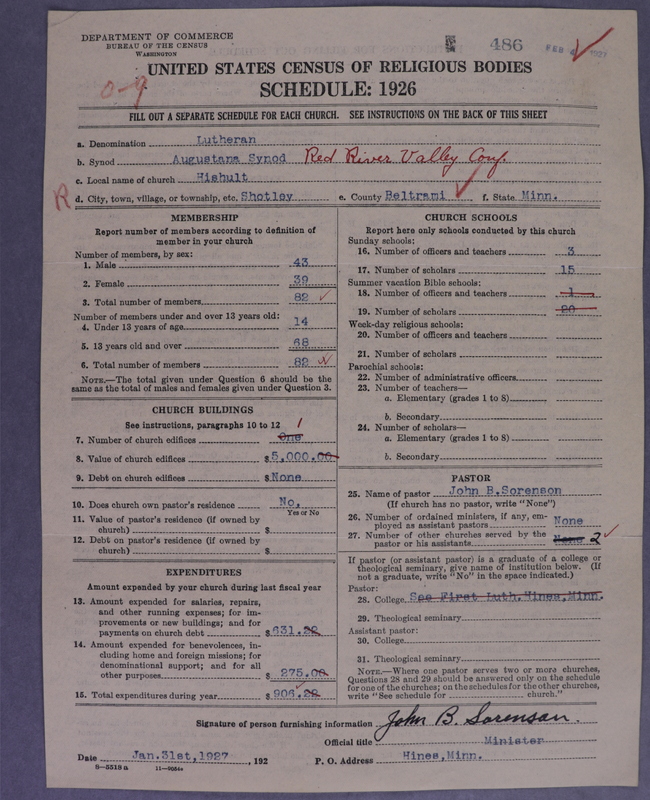 DEPARTMENT OF COMMERCE
BUREAU OF THE CENSUS
WASHINGTON
486
FEB 4 1927
UNITED STATES CENSUS OF RELIGIOUS BODIES
SCHEDULE: 1926
0-9
FILL OUT A SEPARATE SCHEDULE FOR EACH CHURCH. SEE INSTRUCTIONS ON THE BACK OF THIS SHEET
a. Denomination Lutheran
b. Synod Augustana Synod Red River Valley Conf.
c. Local name of church Hishult
R d. City, town, village, or township, etc. Shotley e. County Beltrami f. State Minn.
MEMBERSHIP
Report number of members according to definition of
member in your church
Number of members, by sex:
1. Male 43
2. Female 39
3. Total number of members 82
Number of members under and over 13 years old:
4. Under 13 years of age 14
5. 13 years old and over 68
6. Total number of members 82
NOTE.—The total given under Question 6 should be the
same as the total of males and females given under Question 3.
CHURCH BUILDINGS
See instructions, paragraphs 10 to 12
7. Number of church edifices One 1
8. Value of church edifices $5,000.00
9. Debt on church edifices $None
10. Does church own pastor's residence? No,
Yes or No
11. Value of pastor's residence (if owned by
church) $
12. Debt on pastor's residence (if owned by
church) $
EXPENDITURES
Amount expended by your church during last fiscal year
13. Amount expended for salaries, repairs,
and other running expenses; for im-
provements or new buildings; and for
payments on church debt $631.22
14. Amount expended for benevolences, in-
cluding home and foreign missions; for
denominational support; and for all
other purposes 275.00
15. Total expenditures during year $906.22
CHURCH SCHOOLS
Report here only schools conducted by this church
Sunday schools:
16. Number of officers and teachers 3
17. Number of scholars 15
Summer vacation Bible schools:
18. Number of officers and teachers 1
19. Number of scholars 20
Week-day religious schools:
20. Number of officers and teachers
21. Number of scholars
Parochial schools:
22. Number of administrative officers
23. Number of teachers—
a. Elementary (grades 1 to 8)
b. Secondary
24. Number of scholars—
a. Elementary (grades 1 to 8)
b. Secondary
PASTOR
25. Name of pastor John B.Sorenson
(If church has no pastor, write "None")
26. Number of ordained ministers, if any, em-
ployed as assistant pastors None
27. Number of other churches served by the
pastor or his assistants None 2
If pastor (or assistant pastor) is a graduate of a college or
theological seminary, give name of institution below. (If
not a graduate, write "No" in the space indicated.)
Pastor:
28. College See First Luth, Hines, Minn.
29. Theological seminary
Assistant pastor:
30. College
31. Theological seminary
NOTE.—Where one pastor serves two or more churches,
Questions 28 and 29 should be answered only on the schedule
for one of the churches; on the schedules for the other churches,
write "See schedule for church."
Signature of person furnishing information John B. Sorenson.
Official title Minister
Date Jan.31st,1927, 192 P. O. Address Hines,Minn.
8—5518 a 11—9054